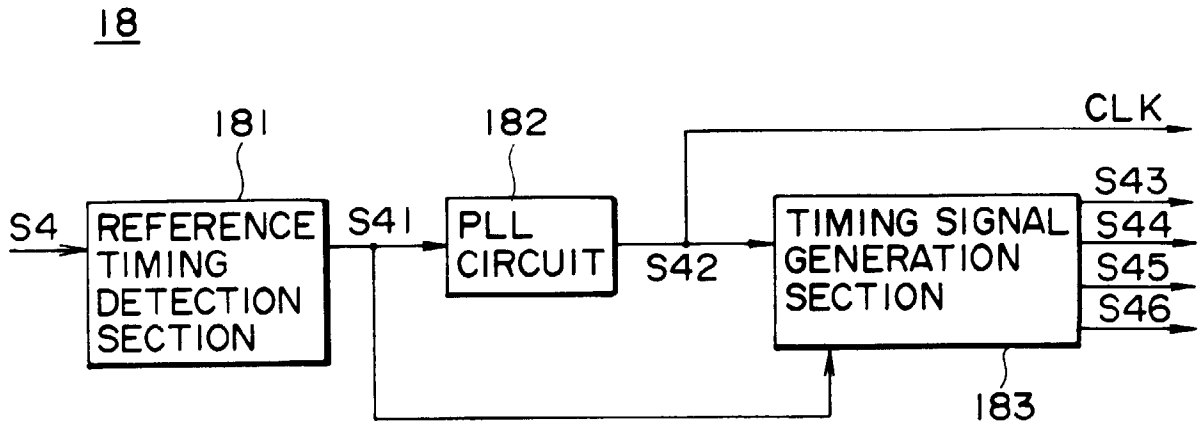 18
181
182
CLK
S4
REFERENCE
TIMING
DETECTION
SECTION
S41
PLL
CIRCUIT
S42
TIMING SIGNAL
GENERATION
SECTION
S43
S44
S45
S46
183